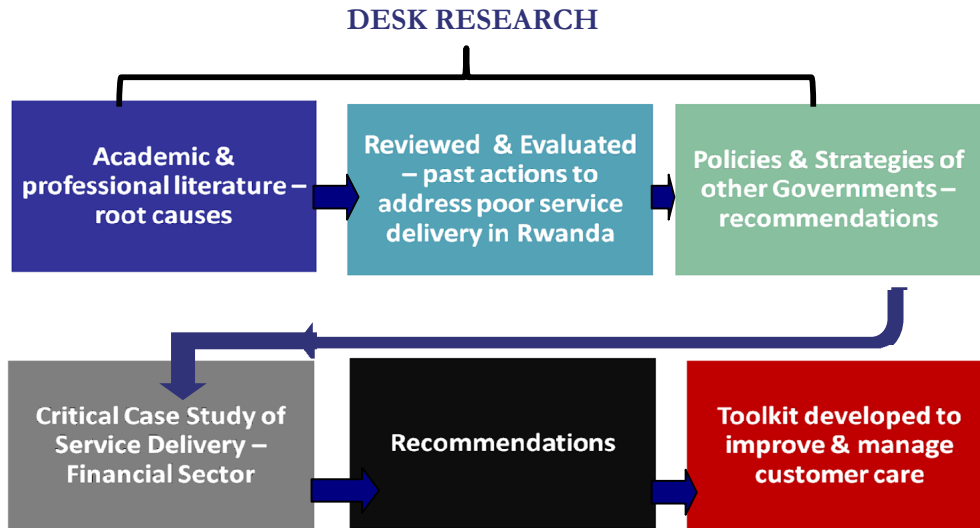 DESK RESEARCH
Academic &
professional literature –
root causes
Reviewed & Evaluated
– past actions to
address poor service
delivery in Rwanda
Policies & Strategies of
other Governments –
recommendations
Critical Case Study of
Service Delivery –
Financial Sector
Recommendations
Toolkit developed to
improve & manage
customer care